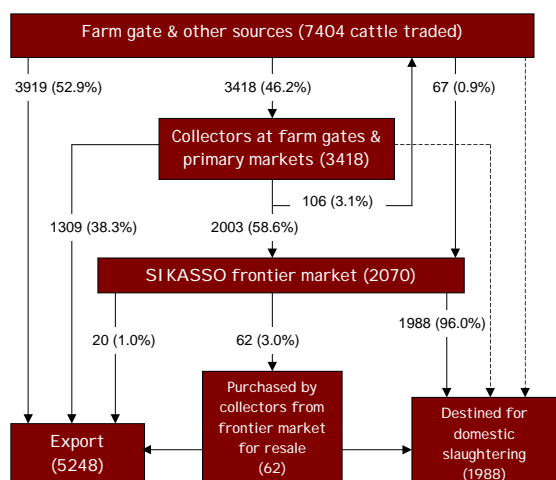 Farm gate & other sources (7404 cattle traded)
3919 (52.9%)
3418 (46.2%)
67 (0.9%)
Collectors at farm gates &
primary markets (3418)
106 (3.1%)
1309 (38.3%)
2003 (58.6%)
SIKASSO frontier market (2070)
20 (1.0%)
62 (3.0%)
1988 (96.0%)
Purchased by
collectors from
frontier market
for resale
(62)
Export
(5248)
Destined for
domestic
slaughtering
(1988)